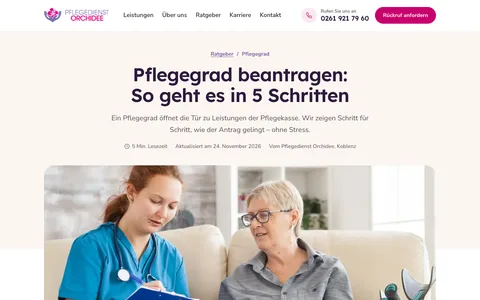 PFLEGEDIENST
ORCHIDEE
Leistungen Über uns Ratgeber Karriere Kontakt
Rufen Sie uns an
0261 921 79 60
Rückruf anfordern
Ratgeber / Pflegegrad
Pflegegrad beantragen:
So geht es in 5 Schritten
Ein Pflegegrad öffnet die Tür zu Leistungen der Pflegekasse. Wir zeigen Schritt für
Schritt, wie der Antrag gelingt – ohne Stress.
5 Min. Lesezeit Aktualisiert am 24. November 2026 Vom Pflegedienst Orchidee, Koblenz